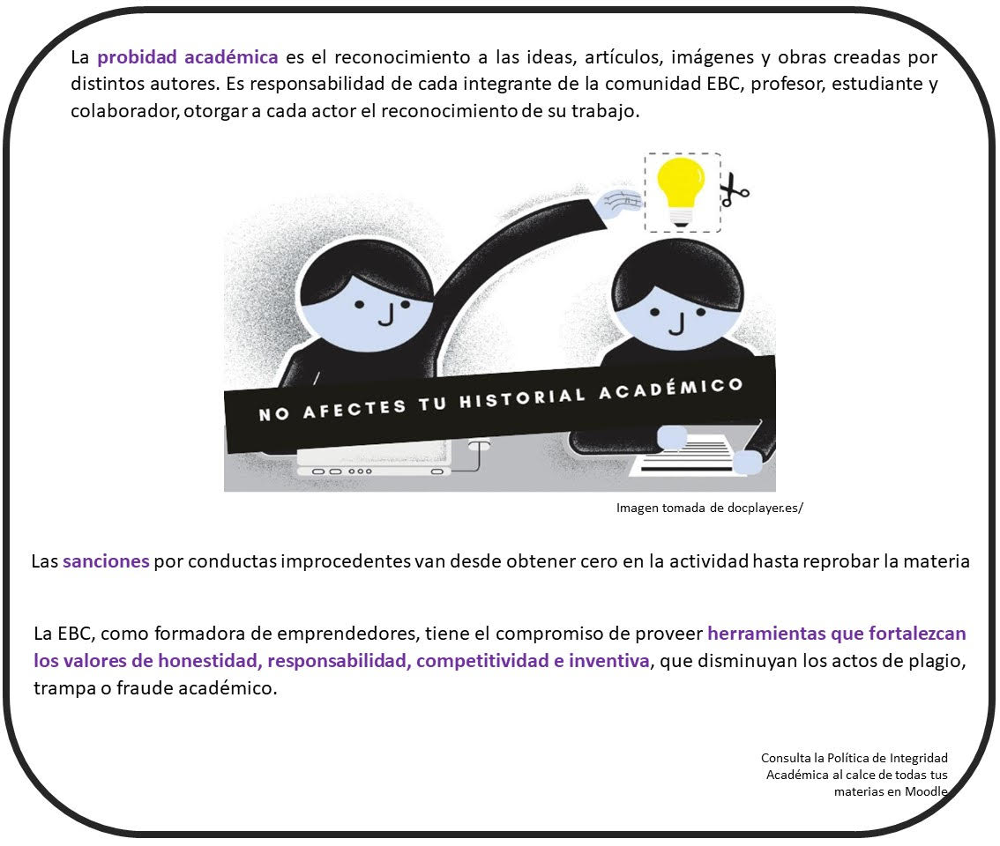 La probidad académica es el reconocimiento a las ideas, artículos, imágenes y obras creadas por
distintos autores. Es responsabilidad de cada integrante de la comunidad EBC, profesor, estudiante y
colaborador, otorgar a cada actor el reconocimiento de su trabajo.
NO AFECTES TU HISTORIAL ACADÉMICO
Imagen tomada de docplayer.es/
Las sanciones por conductas improcedentes van desde obtener cero en la actividad hasta reprobar la materia
La EBC, como formadora de emprendedores, tiene el compromiso de proveer herramientas que fortalezcan
los valores de honestidad, responsabilidad, competitividad e inventiva, que disminuyan los actos de plagio,
trampa o fraude académico.
Consulta la Política de Integridad
Académica al calce de todas tus
materias en Moodle